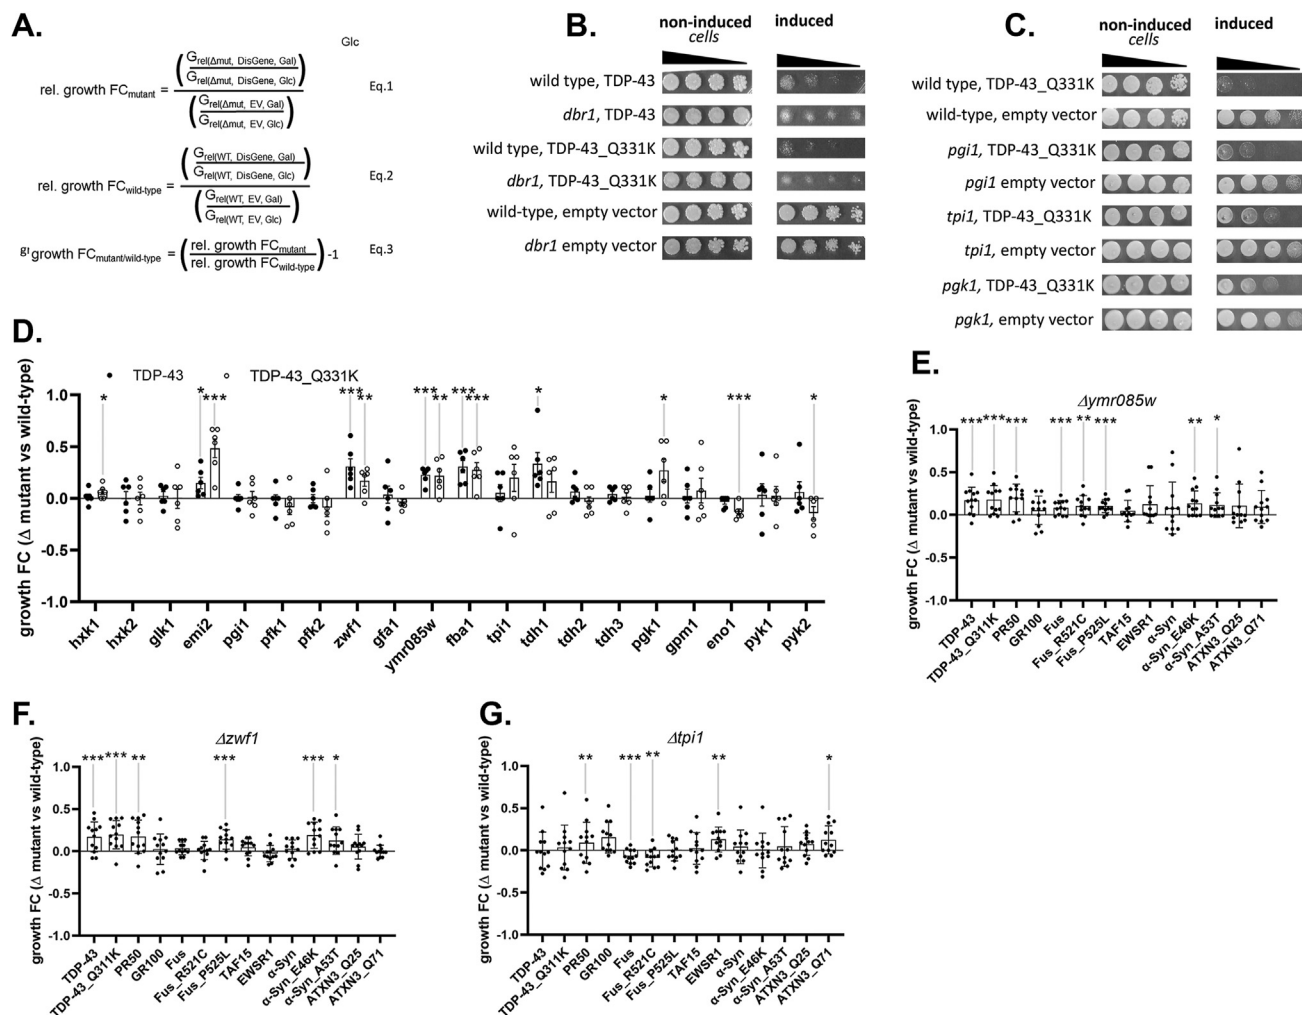 A.
Glc
rel. growth FCmutant = ( Grel(Δmut, DisGene, Gal) / Grel(Δmut, DisGene, Glc) ) / ( Grel(Δmut, EV, Gal) / Grel(Δmut, EV, Glc) ) Eq.1
rel. growth FCwild-type = ( Grel(WT, DisGene, Gal) / Grel(WT, DisGene, Glc) ) / ( Grel(WT, EV, Gal) / Grel(WT, EV, Glc) ) Eq.2
growth FCmutant/wild-type = ( rel. growth FCmutant / rel. growth FCwild-type ) -1 Eq.3
B.
non-induced induced
cells
wild type, TDP-43
dbr1, TDP-43
wild type, TDP-43_Q331K
dbr1, TDP-43_Q331K
wild-type, empty vector
dbr1 empty vector
C.
non-induced induced
cells
wild type, TDP-43_Q331K
wild-type, empty vector
pgi1, TDP-43_Q331K
pgi1 empty vector
tpi1, TDP-43_Q331K
tpi1, empty vector
pgk1, TDP-43_Q331K
pgk1, empty vector
D.
growth FC (Δ mutant vs wild-type)
TDP-43 TDP-43_Q331K
* * *** *** ** *** ** *** *** * * *** *
1.0
0.5
0.0
-0.5
-1.0
hxk1 hxk2 glk1 emi2 pgi1 pfk1 pfk2 zwf1 gfa1 ymr085w fba1 tpi1 tdh1 tdh2 tdh3 pgk1 gpm1 eno1 pyk1 pyk2
E.
Δymr085w
growth FC (Δ mutant vs wild-type)
*** *** *** *** ** *** ** *
1.0
0.5
0.0
-0.5
-1.0
TDP-43 TDP-43_Q311K PR50 GR100 Fus Fus_R521C Fus_P525L TAF15 EWSR1 α-Syn α-Syn_E46K α-Syn_A53T ATXN3_Q25 ATXN3_Q71
F.
Δzwf1
growth FC (Δ mutant vs wild-type)
*** *** ** *** *** *
1.0
0.5
0.0
-0.5
-1.0
TDP-43 TDP-43_Q311K PR50 GR100 Fus Fus_R521C Fus_P525L TAF15 EWSR1 α-Syn α-Syn_E46K α-Syn_A53T ATXN3_Q25 ATXN3_Q71
G.
Δtpi1
growth FC (Δ mutant vs wild-type)
** *** ** ** *
1.0
0.5
0.0
-0.5
-1.0
TDP-43 TDP-43_Q311K PR50 GR100 Fus Fus_R521C Fus_P525L TAF15 EWSR1 α-Syn α-Syn_E46K α-Syn_A53T ATXN3_Q25 ATXN3_Q71